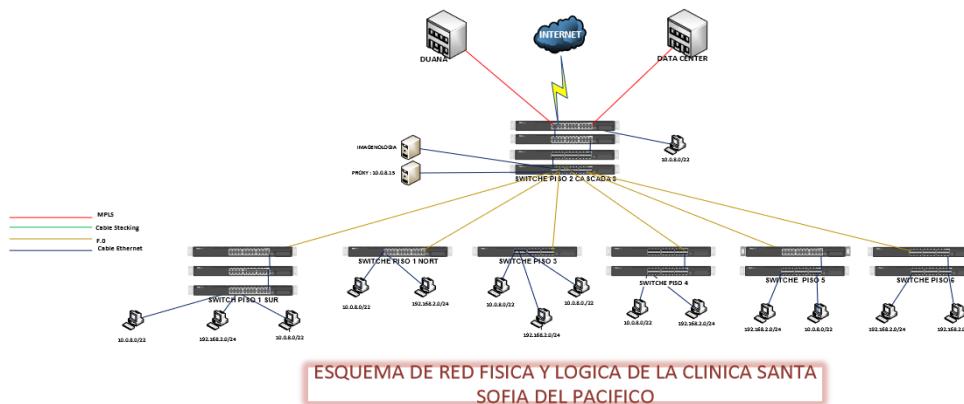 INTERNET
DUANA
DATA CENTER
IMAGENOLOGIA
10.0.8.0/22
PROXY : 10.0.8.15
SWITCHE PISO 2 CASCADA S
MPLS
Cable Stacking
F.O
Cable Ethernet
SWITCHE PISO 1 NORT
SWITCHE PISO 3
SWITCHE PISO 4
SWITCHE PISO 5
SWITCHE PISO 6
SWITCH PISO 1 SUR
10.0.8.0/22
192.168.2.0/24
10.0.8.0/22
10.0.8.0/22
192.168.2.0/24
10.0.8.0/22
10.0.8.0./22
192.168.2.0/24
10.0.8.0/22
192.168.2.0/24
192.168.2.0/24
10.0.8.0/22
192.168.2.0/24
192.168.2.0/
ESQUEMA DE RED FISICA Y LOGICA DE LA CLINICA SANTA
SOFIA DEL PACIFICO